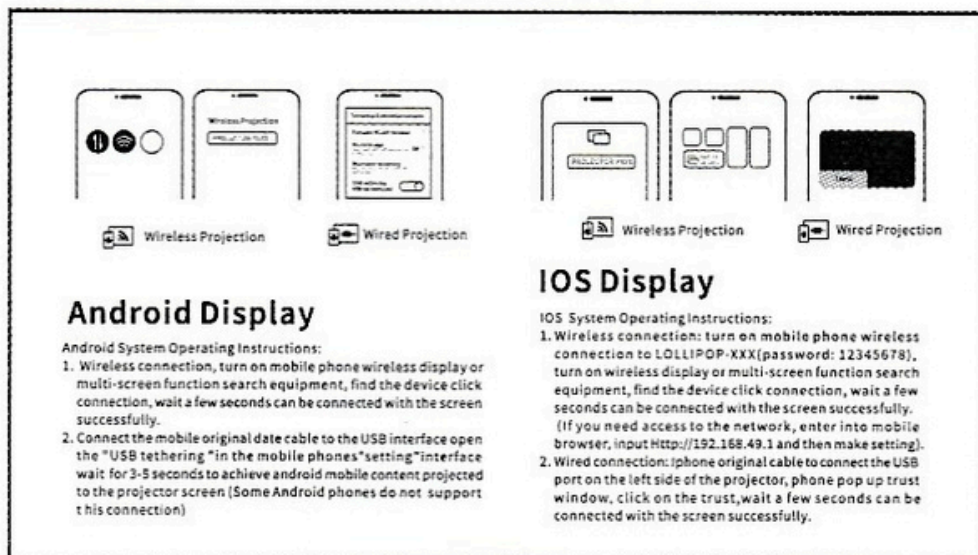 Wireless Projection
Wireless Projection
Wired Projection
Android Display
Android System Operating Instructions:
1. Wireless connection, turn on mobile phone wireless display or
multi-screen function search equipment, find the device click
connection, wait a few seconds can be connected with the screen
successfully.
2. Connect the mobile original date cable to the USB interface open
the "USB tethering "in the mobile phones"setting"interface
wait for 3-5 seconds to achieve android mobile content projected
to the projector screen (Some Android phones do not support
t his connection)
Wireless Projection
Wired Projection
IOS Display
IOS System Operating Instructions:
1. Wireless connection: turn on mobile phone wireless
connection to LOLLIPOP-XXX(password: 12345678),
turn on wireless display or multi-screen function search
equipment, find the device click connection, wait a few
seconds can be connected with the screen successfully.
(If you need access to the network, enter into mobile
browser, input Http://192.168.49.1 and then make setting).
2. Wired connection: Iphone original cable to connect the USB
port on the left side of the projector, phone pop up trust
window, click on the trust,wait a few seconds can be
connected with the screen successfully.